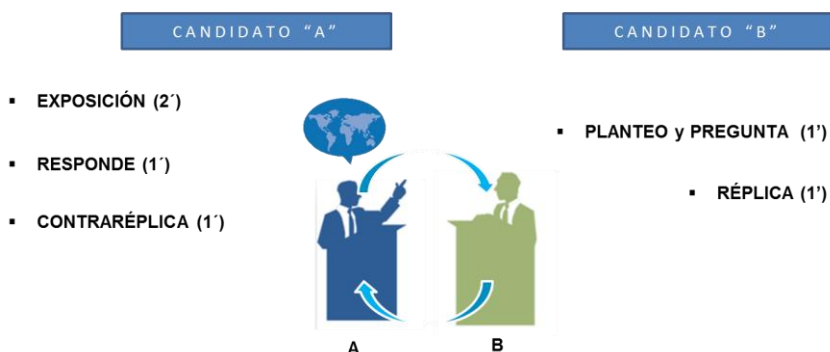 CANDIDATO “A”
CANDIDATO “B”
▪ EXPOSICIÓN (2´)
▪ PLANTEO y PREGUNTA (1’)
▪ RESPONDE (1´)
▪ RÉPLICA (1’)
▪ CONTRARÉPLICA (1´)
A
B